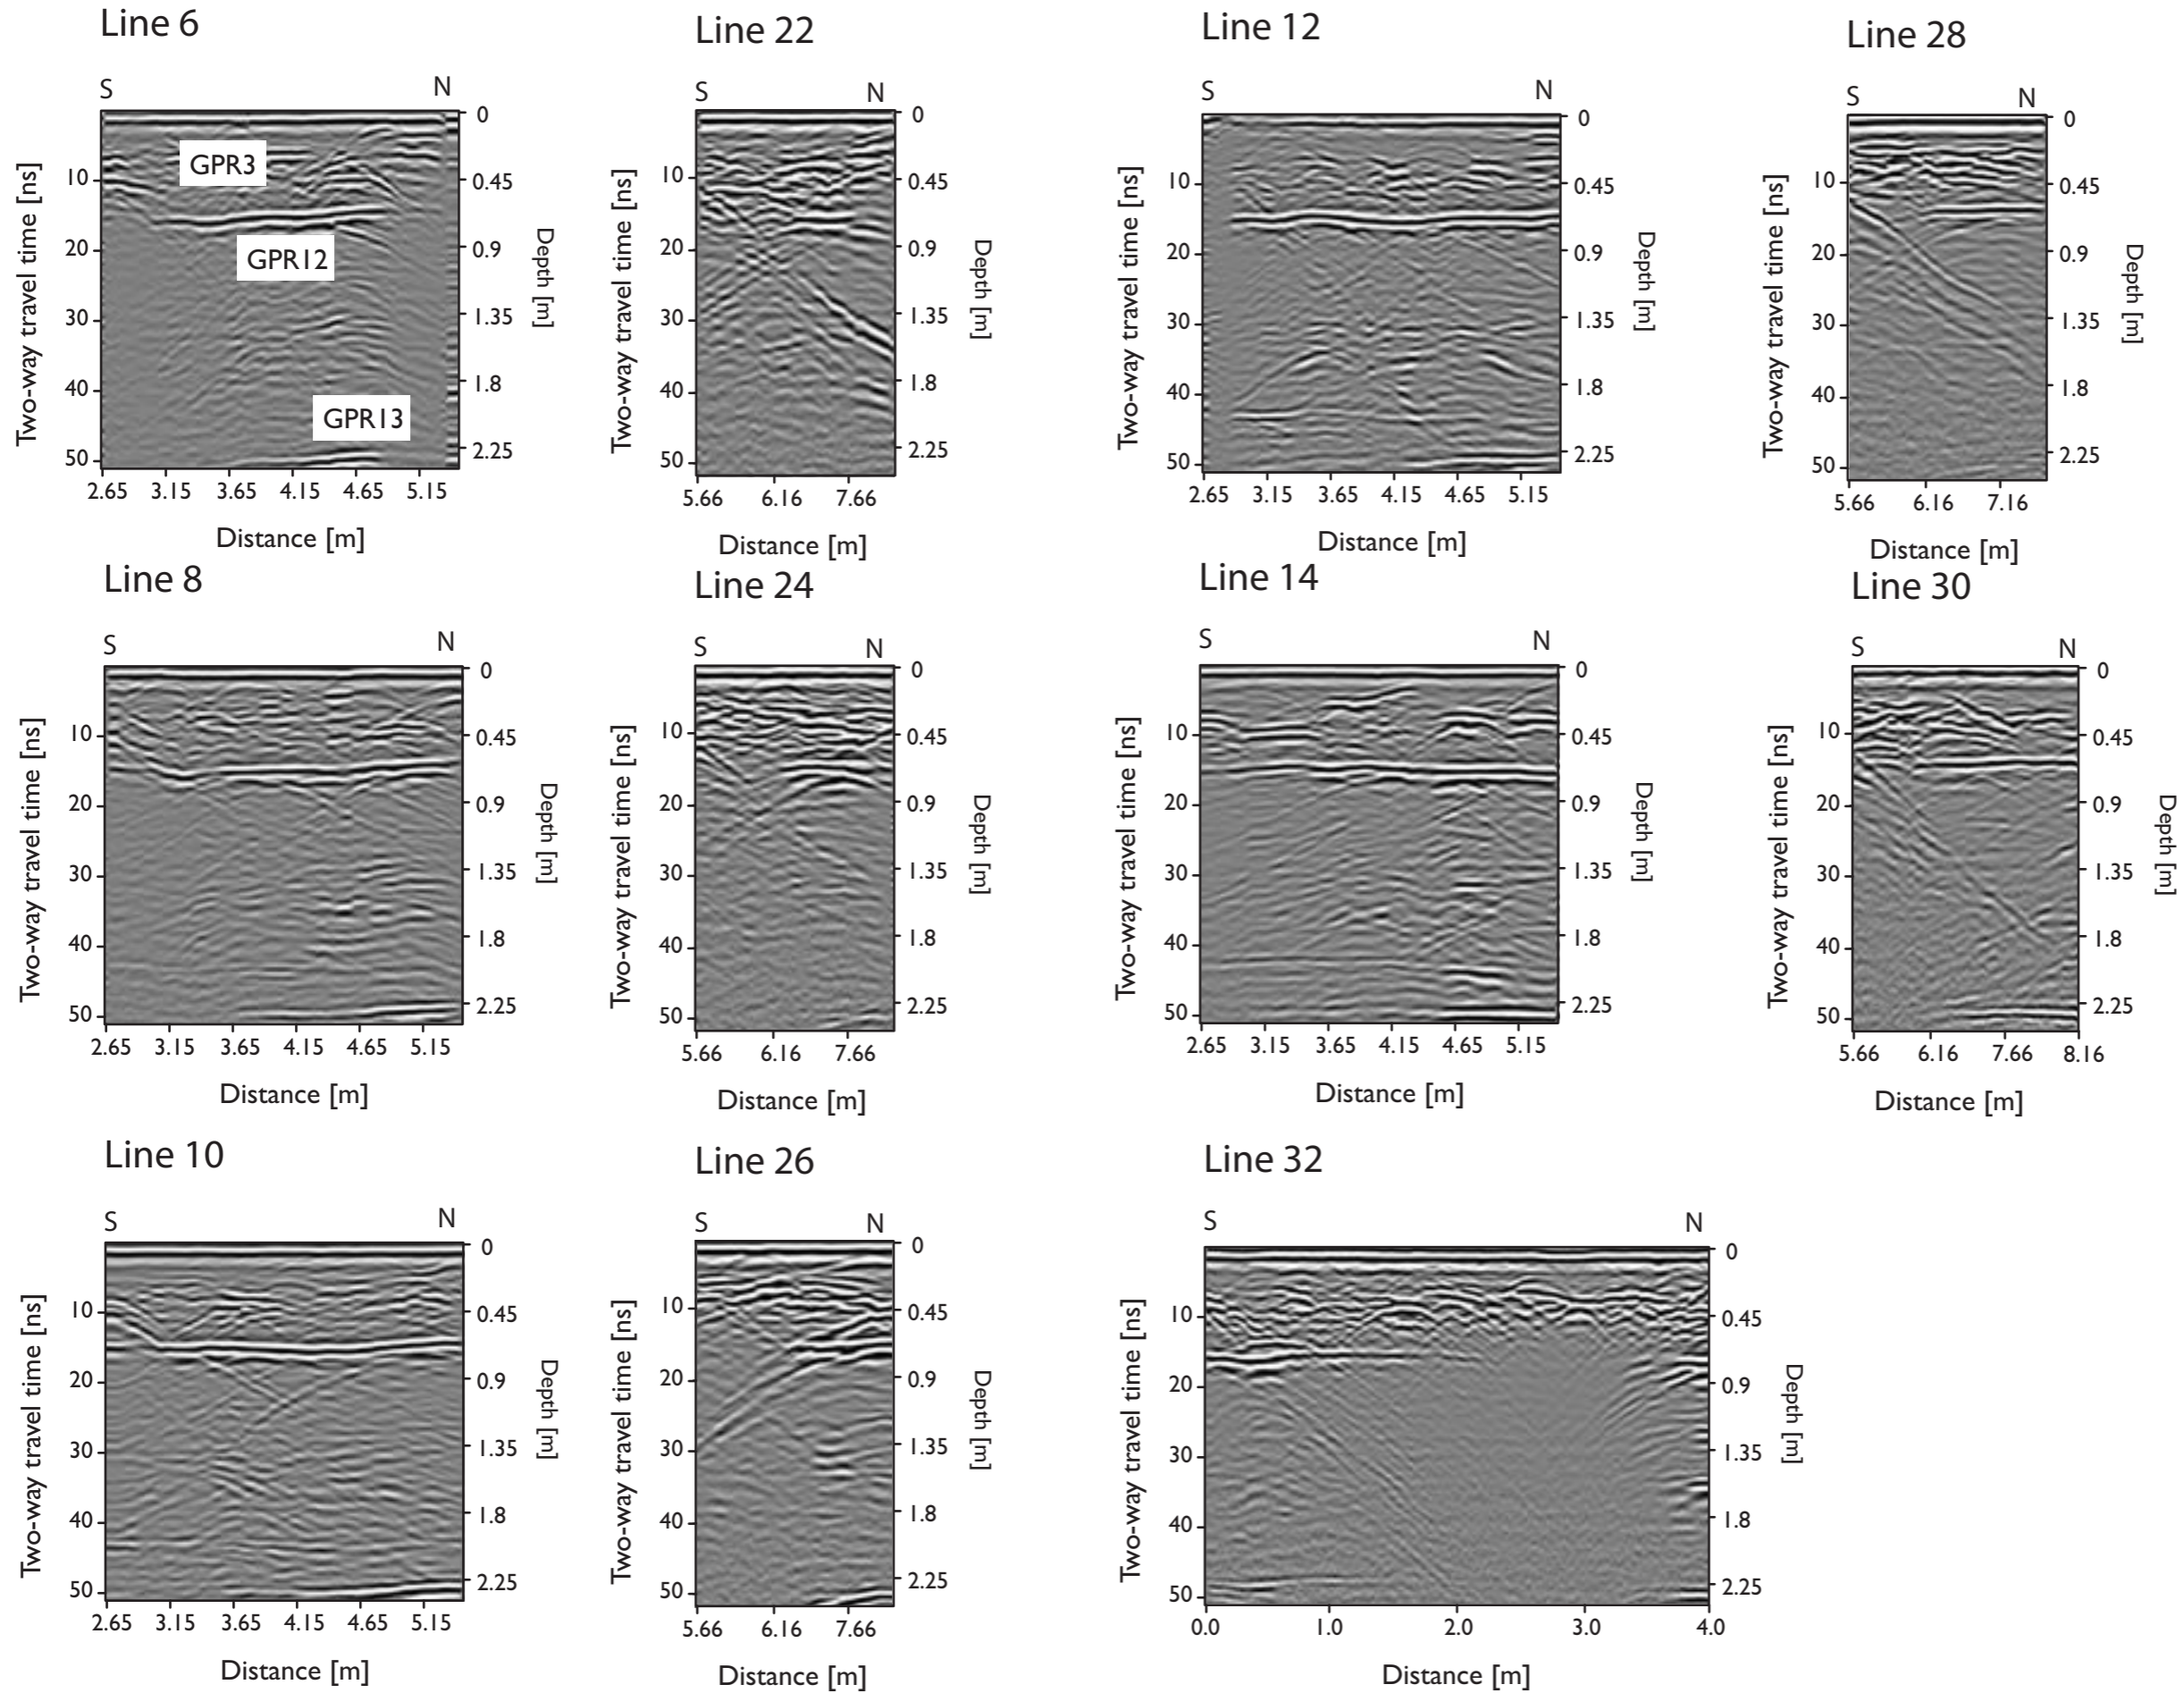 Line 6
S N
GPR3
GPR12
GPR13
10
20
30
40
50
0
0.45
0.9
1.35
1.8
2.25
2.65 3.15 3.65 4.15 4.65 5.15
Two-way travel time [ns]
Depth [m]
Distance [m]
Line 22
S N
10
20
30
40
50
0
0.45
0.9
1.35
1.8
2.25
5.66 6.16 7.66
Two-way travel time [ns]
Depth [m]
Distance [m]
Line 12
S N
10
20
30
40
50
0
0.45
0.9
1.35
1.8
2.25
2.65 3.15 3.65 4.15 4.65 5.15
Two-way travel time [ns]
Depth [m]
Distance [m]
Line 28
S N
10
20
30
40
50
0
0.45
0.9
1.35
1.8
2.25
5.66 6.16 7.16
Two-way travel time [ns]
Depth [m]
Distance [m]
Line 8
S N
10
20
30
40
50
0
0.45
0.9
1.35
1.8
2.25
2.65 3.15 3.65 4.15 4.65 5.15
Two-way travel time [ns]
Depth [m]
Distance [m]
Line 24
S N
10
20
30
40
50
0
0.45
0.9
1.35
1.8
2.25
5.66 6.16 7.66
Two-way travel time [ns]
Depth [m]
Distance [m]
Line 14
S N
10
20
30
40
50
0
0.45
0.9
1.35
1.8
2.25
2.65 3.15 3.65 4.15 4.65 5.15
Two-way travel time [ns]
Depth [m]
Distance [m]
Line 30
S N
10
20
30
40
50
0
0.45
0.9
1.35
1.8
2.25
5.66 6.16 7.66 8.16
Two-way travel time [ns]
Depth [m]
Distance [m]
Line 10
S N
10
20
30
40
50
0
0.45
0.9
1.35
1.8
2.25
2.65 3.15 3.65 4.15 4.65 5.15
Two-way travel time [ns]
Depth [m]
Distance [m]
Line 26
S N
10
20
30
40
50
0
0.45
0.9
1.35
1.8
2.25
5.66 6.16 7.66
Two-way travel time [ns]
Depth [m]
Distance [m]
Line 32
S N
10
20
30
40
50
0
0.45
0.9
1.35
1.8
2.25
0.0 1.0 2.0 3.0 4.0
Two-way travel time [ns]
Depth [m]
Distance [m]